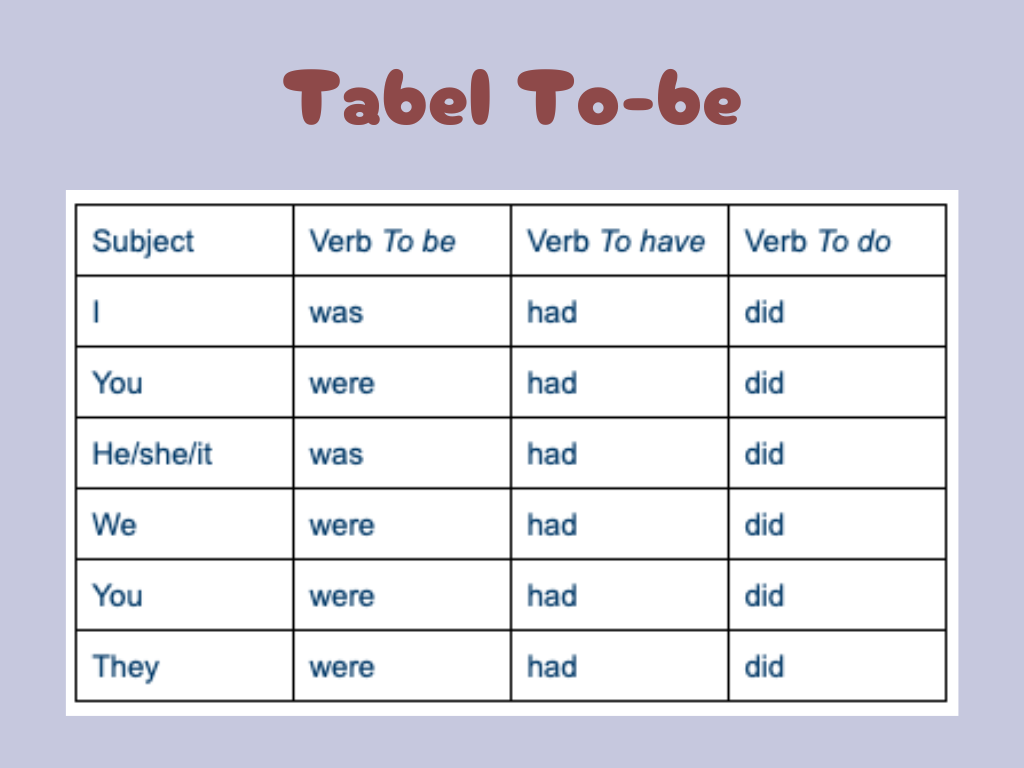 Tabel To-be
Subject Verb To be Verb To have Verb To do
I was had did
You were had did
He/she/it was had did
We were had did
You were had did
They were had did